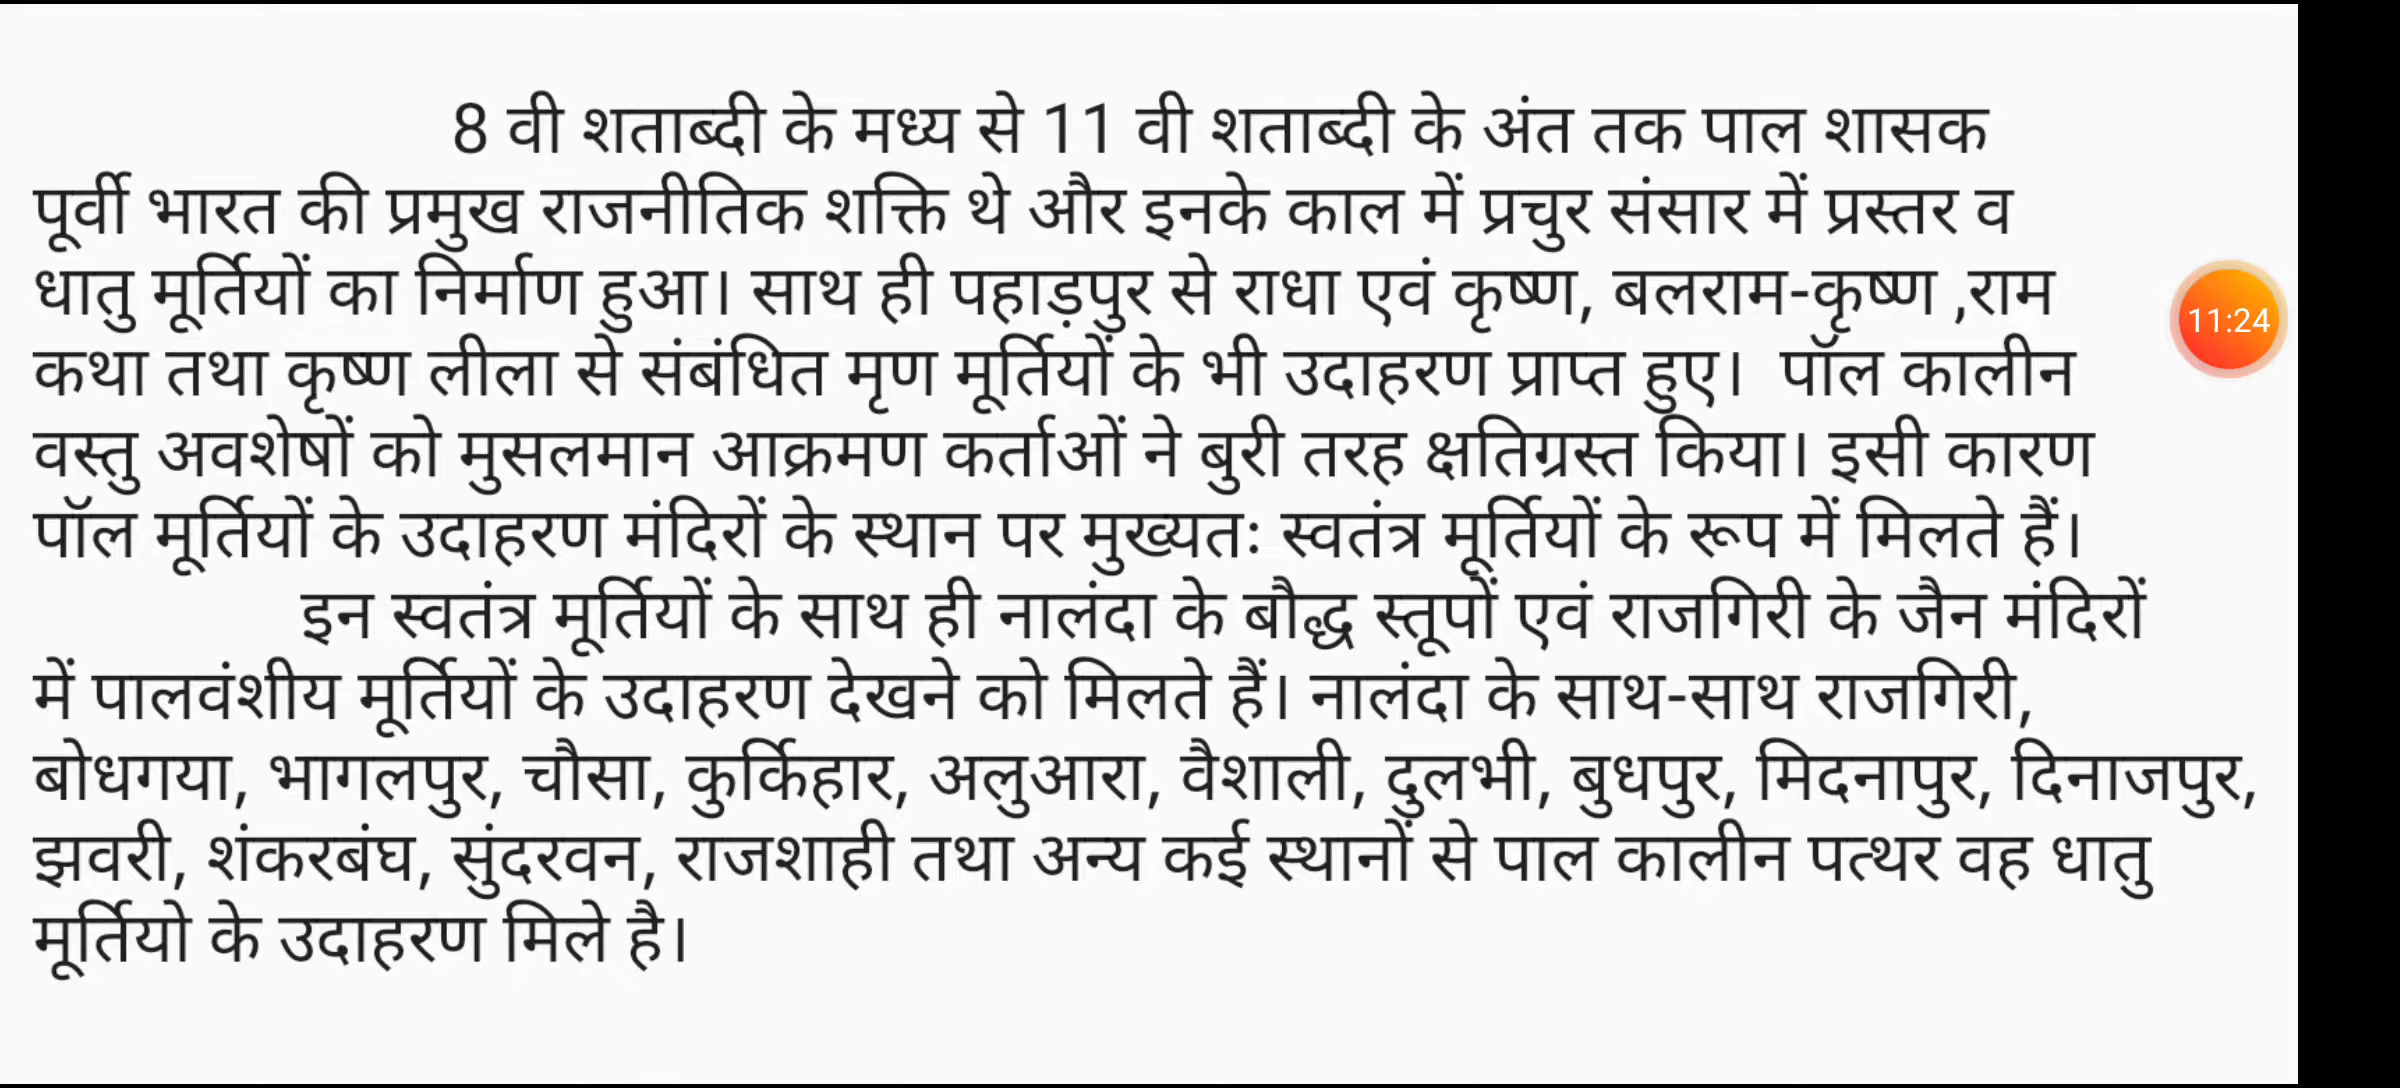 8 वी शताब्दी के मध्य से 11 वी शताब्दी के अंत तक पाल शासक
पूर्वी भारत की प्रमुख राजनीतिक शक्ति थे और इनके काल में प्रचुर संसार में प्रस्तर व
धातु मूर्तियों का निर्माण हुआ। साथ ही पहाड़पुर से राधा एवं कृष्ण, बलराम-कृष्ण ,राम
11:24
कथा तथा कृष्ण लीला से संबंधित मृण मूर्तियों के भी उदाहरण प्राप्त हुए। पॉल कालीन
वस्तु अवशेषों को मुसलमान आक्रमण कर्ताओं ने बुरी तरह क्षतिग्रस्त किया। इसी कारण
पॉल मूर्तियों के उदाहरण मंदिरों के स्थान पर मुख्यतः स्वतंत्र मूर्तियों के रूप में मिलते हैं।
इन स्वतंत्र मूर्तियों के साथ ही नालंदा के बौद्ध स्तूपों एवं राजगिरी के जैन मंदिरों
में पालवंशीय मूर्तियों के उदाहरण देखने को मिलते हैं। नालंदा के साथ-साथ राजगिरी,
बोधगया, भागलपुर, चौसा, कुर्किहार, अलुआरा, वैशाली, दुलभी, बुधपुर, मिदनापुर, दिनाजपुर,
झवरी, शंकरबंघ, सुंदरवन, राजशाही तथा अन्य कई स्थानों से पाल कालीन पत्थर वह धातु
मूर्तियो के उदाहरण मिले है।